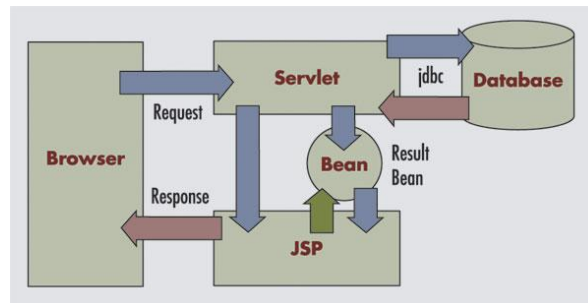 Servlet
jdbc
Database
Request
Browser
Bean
Result
Bean
Response
JSP